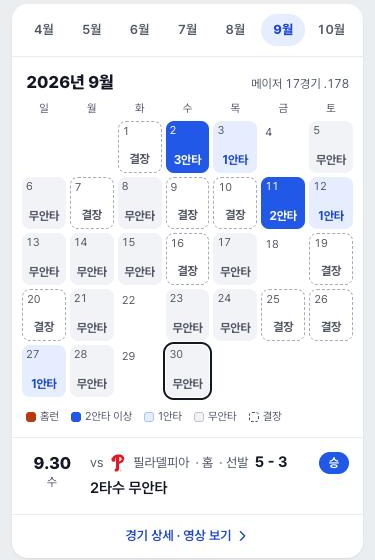 4월 5월 6월 7월 8월 9월 10월
2026년 9월 메이저 17경기 .178
일 월 화 수 목 금 토
1 2 3 4 5
결장 3안타 1안타 무안타
6 7 8 9 10 11 12
무안타 결장 무안타 결장 결장 2안타 1안타
13 14 15 16 17 18 19
무안타 무안타 무안타 결장 무안타 결장
20 21 22 23 24 25 26
결장 무안타 무안타 무안타 결장 결장
27 28 29 30
1안타 무안타 무안타
홈런 2안타 이상 1안타 무안타 결장
9.30 vs P 필라델피아 · 홈 · 선발 5 - 3 승
수 2타수 무안타
경기 상세 · 영상 보기 >